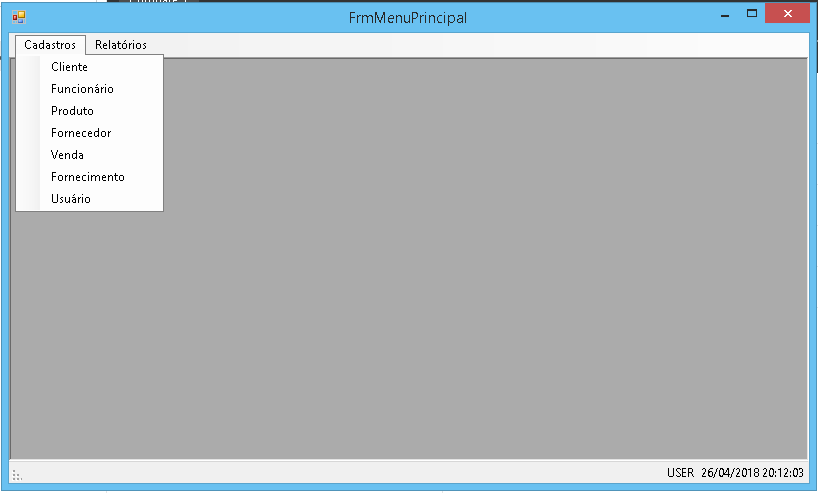 FrmMenuPrincipal
Cadastros Relatórios
Cliente
Funcionário
Produto
Fornecedor
Venda
Fornecimento
Usuário
USER 26/04/2018 20:12:03